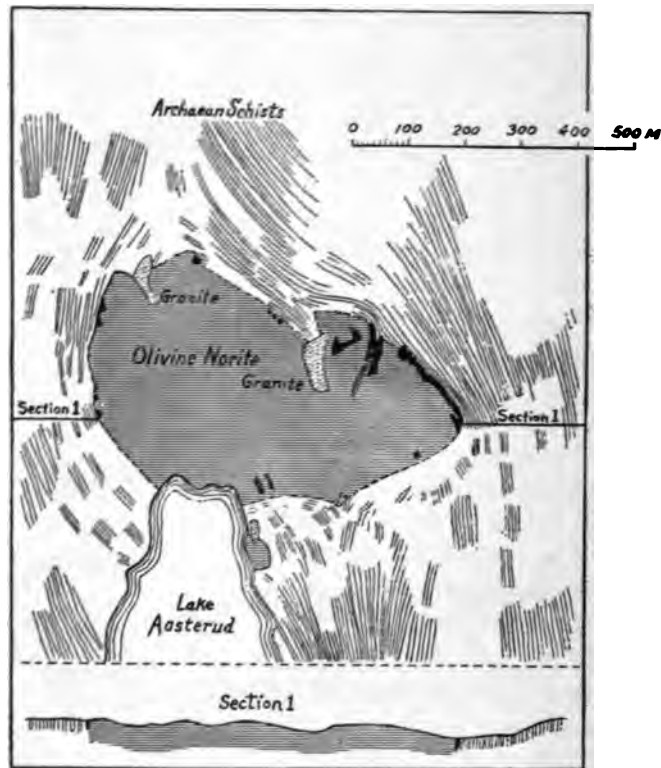 Archaean Schists
0 100 200 300 400 500 M
Granite
Olivine Norite
Granite
Section 1
Section 1
Lake
Aasterud
Section 1